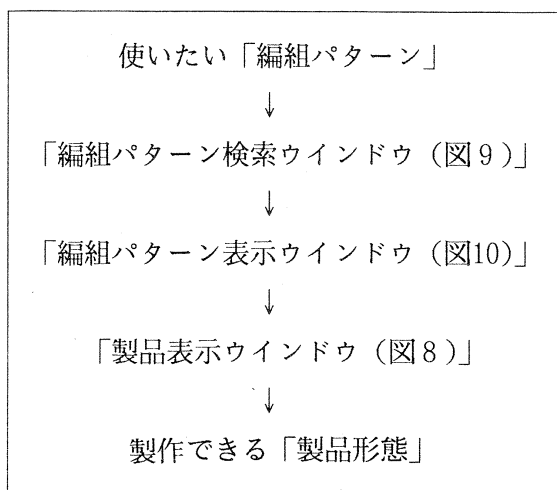 使いたい「編組パターン」
↓
「編組パターン検索ウインドウ(図9)」
↓
「編組パターン表示ウインドウ(図10)」
↓
「製品表示ウインドウ(図8)」
↓
製作できる「製品形態」